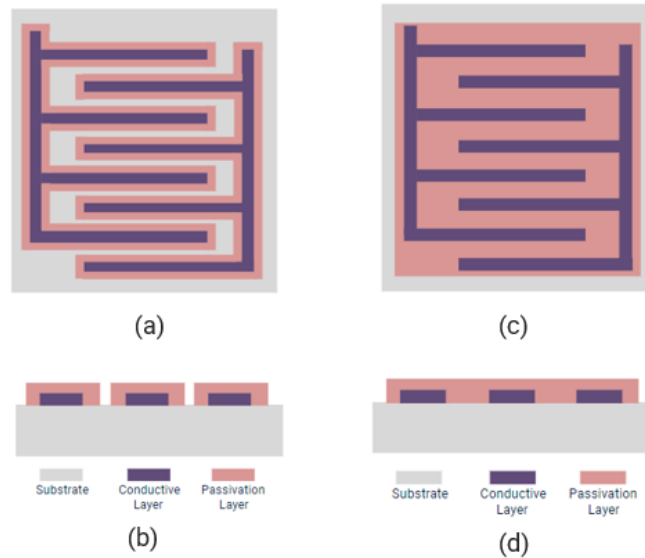 (a)
(c)
Substrate
Conductive
Layer
Passivation
Layer
(b)
Substrate
Conductive
Layer
Passivation
Layer
(d)